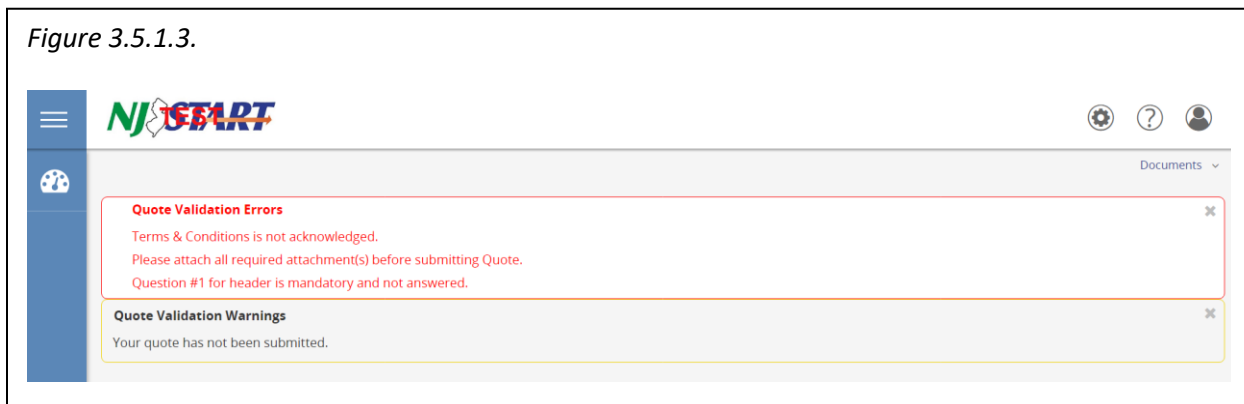 Figure 3.5.1.3.
NJ START
TEST
?
Documents
Quote Validation Errors
Terms & Conditions is not acknowledged.
Please attach all required attachment(s) before submitting Quote.
Question #1 for header is mandatory and not answered.
Quote Validation Warnings
Your quote has not been submitted.